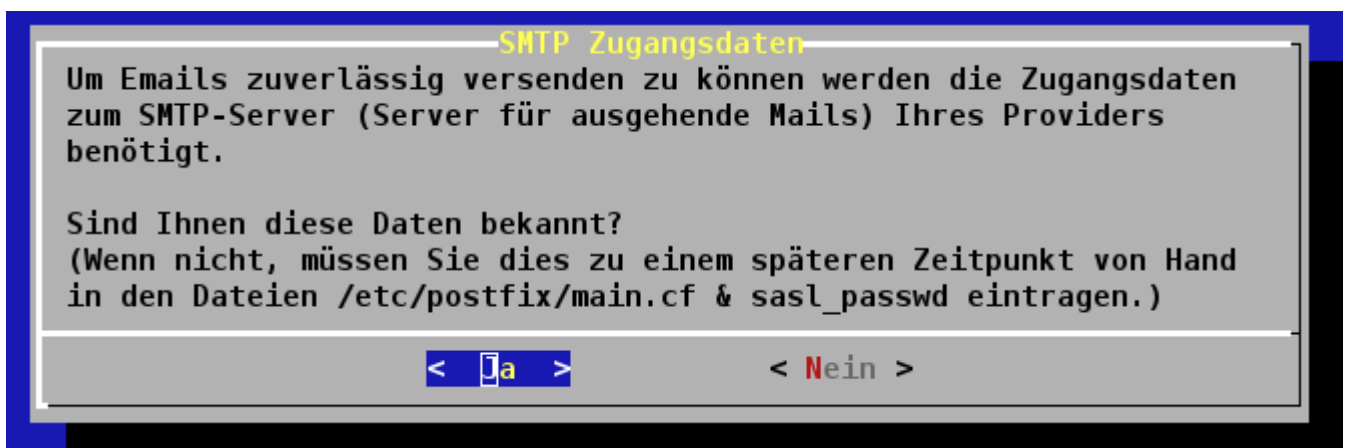 SMTP Zugangsdaten
Um Emails zuverlässig versenden zu können werden die Zugangsdaten
zum SMTP-Server (Server für ausgehende Mails) Ihres Providers
benötigt.
Sind Ihnen diese Daten bekannt?
(Wenn nicht, müssen Sie dies zu einem späteren Zeitpunkt von Hand
in den Dateien /etc/postfix/main.cf & sasl_passwd eintragen.)
< Ja > < Nein >